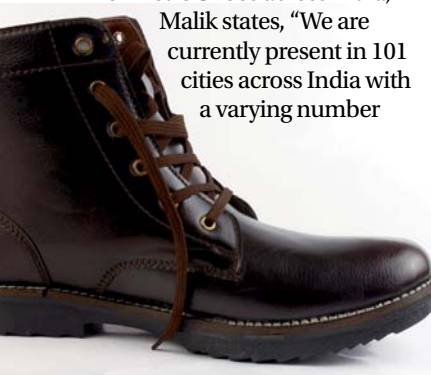 Malik states, “We are
currently present in 101
cities across India with
a varying number